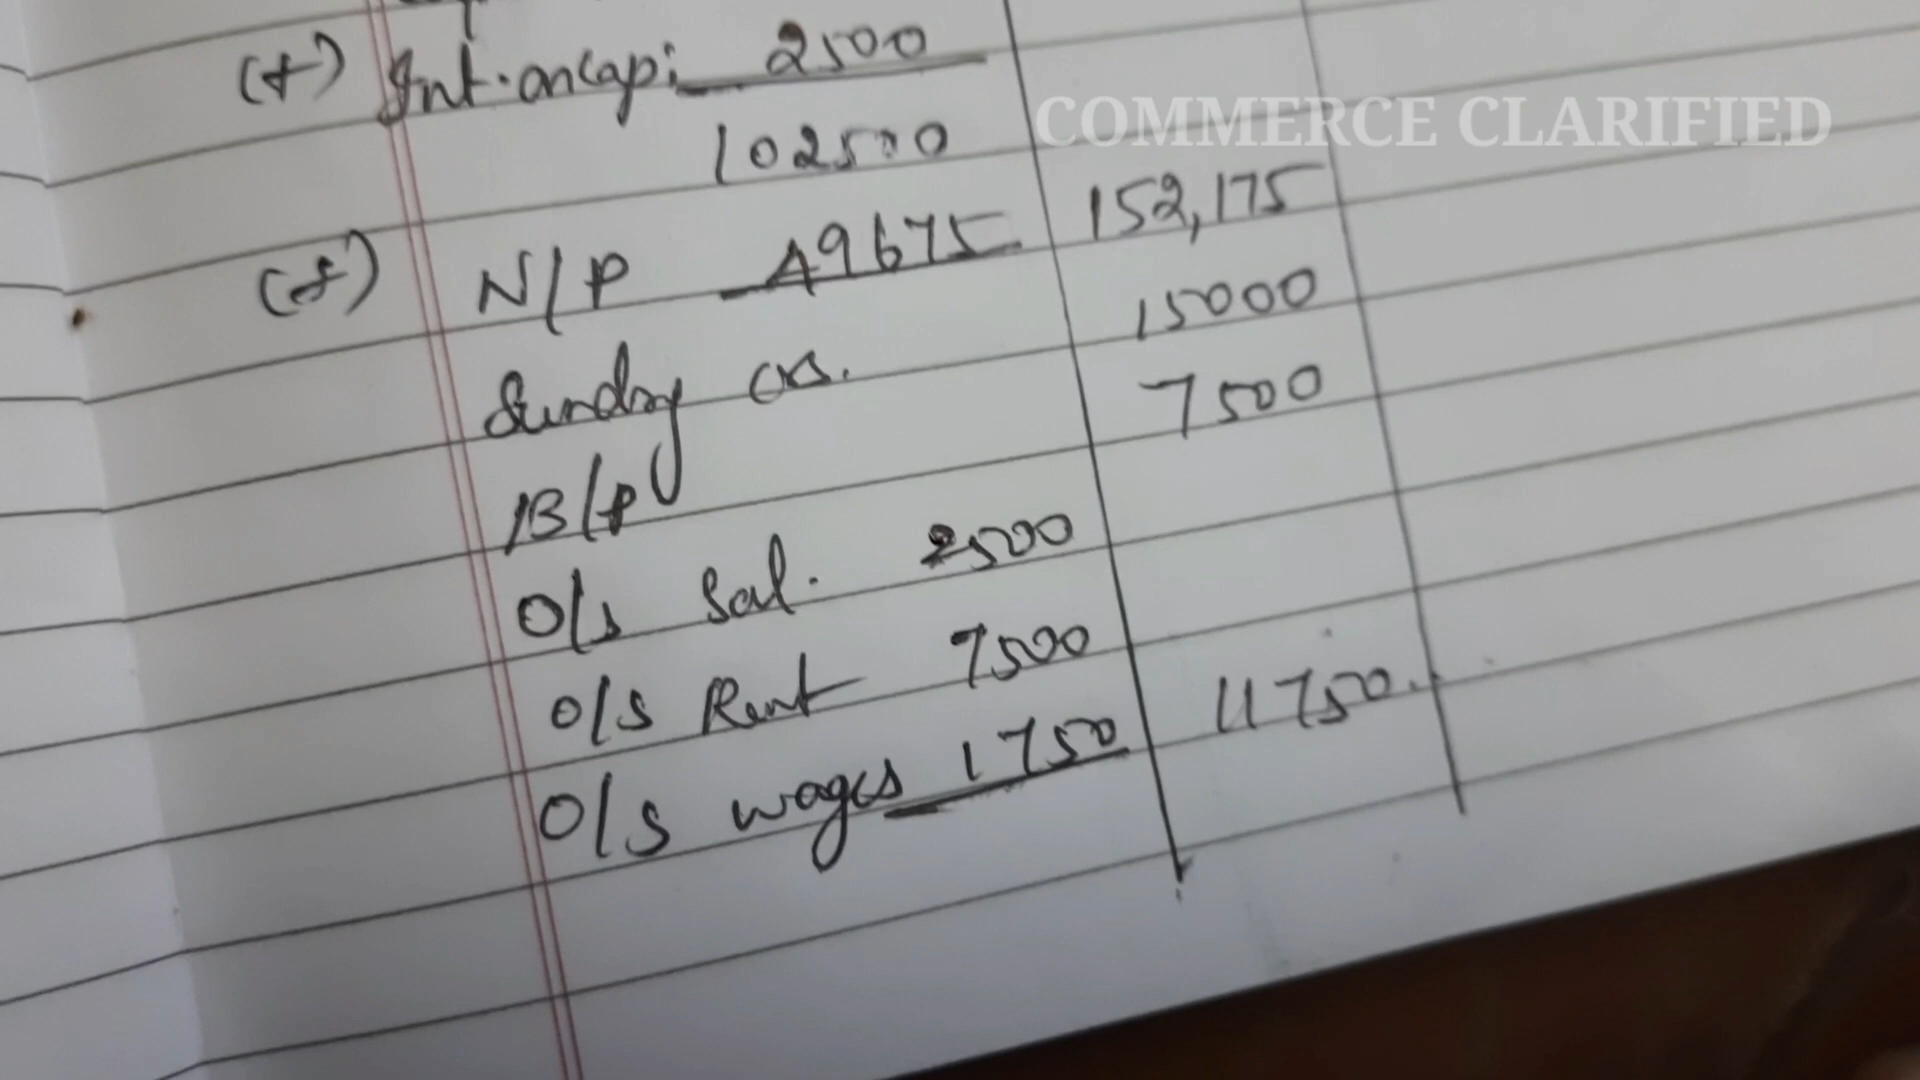 (+) Int. on Capi 2500
COMMERCE CLARIFIED
102500
(+) N/P 49675 152,175
Sundry crs. 15000
B/P 7500
O/s Sal. 2500
O/s Rent 7500
O/s wages 1750 11750.